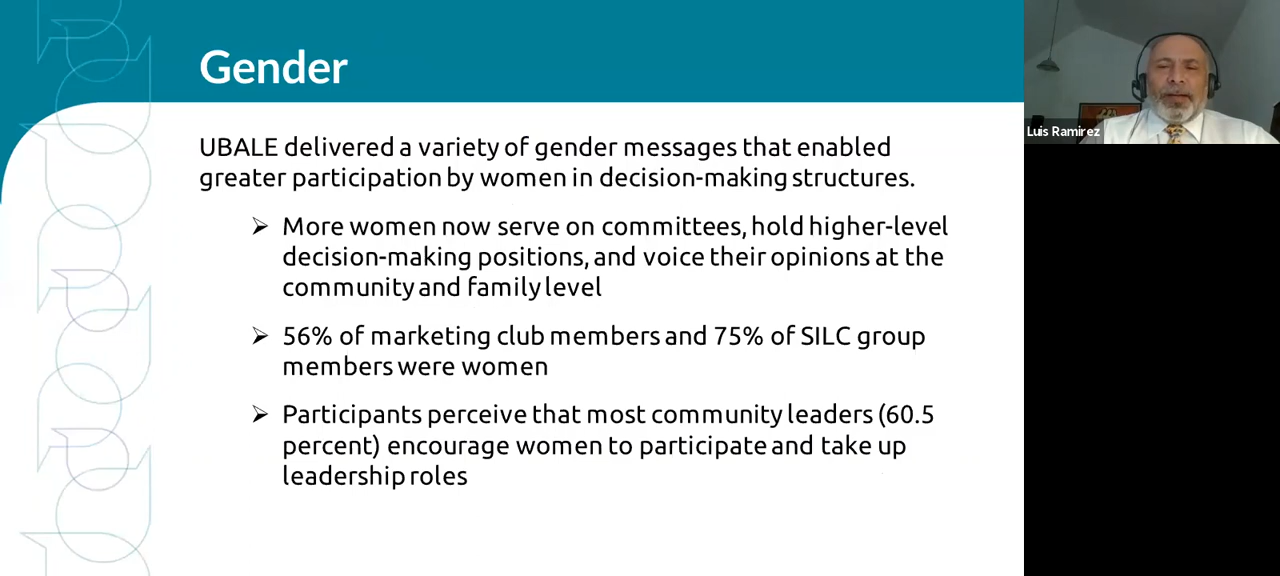 Gender
UBALE delivered a variety of gender messages that enabled
greater participation by women in decision-making structures.
➢ More women now serve on committees, hold higher-level
decision-making positions, and voice their opinions at the
community and family level
➢ 56% of marketing club members and 75% of SILC group
members were women
➢ Participants perceive that most community leaders (60.5
percent) encourage women to participate and take up
leadership roles
Luis Ramirez